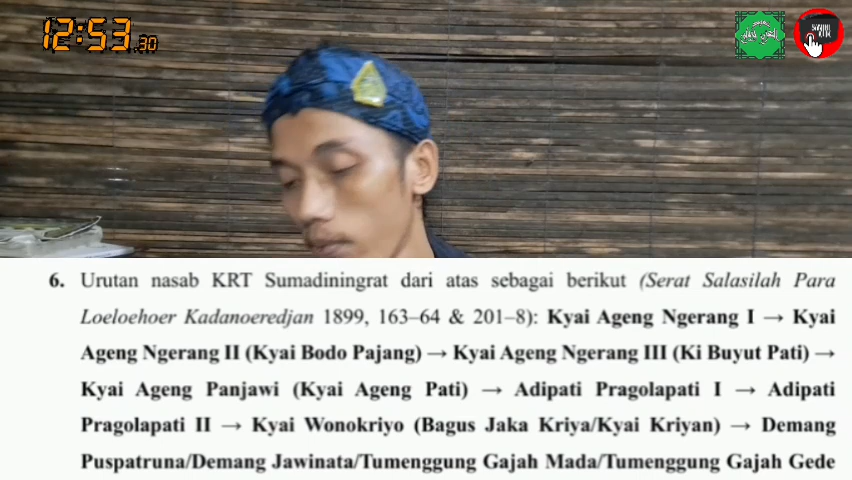 12:53.30
6. Urutan nasab KRT Sumadiningrat dari atas sebagai berikut (Serat Salasilah Para
Loeloehoer Kadanoeredjan 1899, 163–64 & 201–8): Kyai Ageng Ngerang I → Kyai
Ageng Ngerang II (Kyai Bodo Pajang) → Kyai Ageng Ngerang III (Ki Buyut Pati) →
Kyai Ageng Panjawi (Kyai Ageng Pati) → Adipati Pragolapati I → Adipati
Pragolapati II → Kyai Wonokriyo (Bagus Jaka Kriya/Kyai Kriyan) → Demang
Puspatruna/Demang Jawinata/Tumenggung Gajah Mada/Tumenggung Gajah Gede